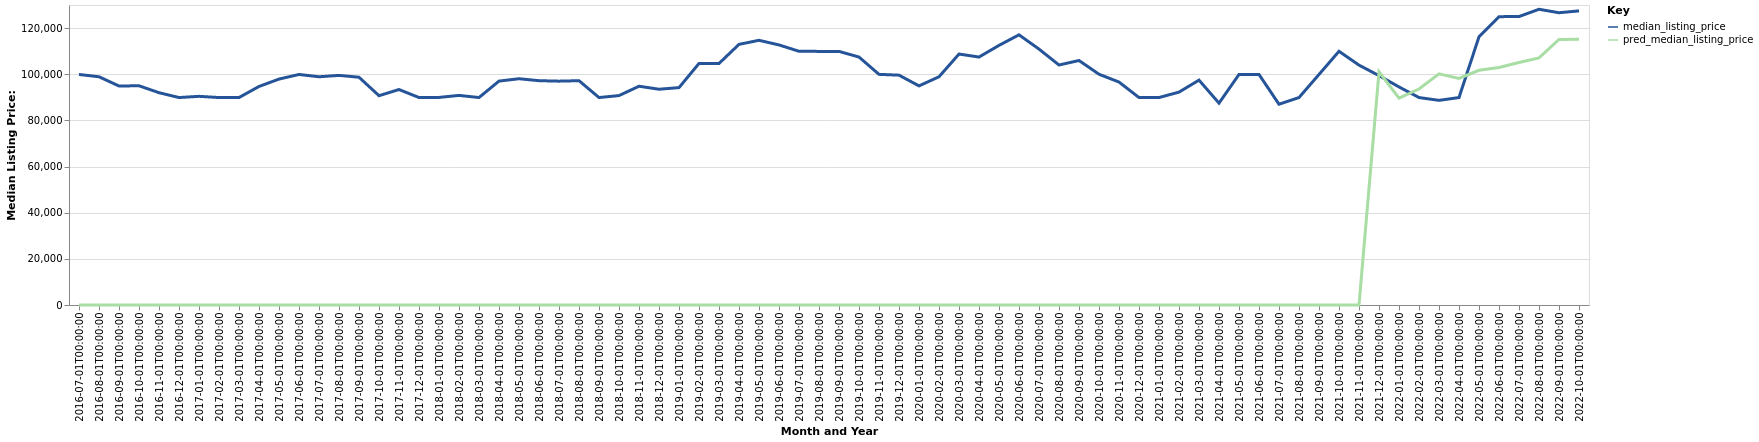 Median Listing Price:
120,000
100,000
80,000
60,000
40,000
20,000
0
2016-07-01T00:00:00
2016-08-01T00:00:00
2016-09-01T00:00:00
2016-10-01T00:00:00
2016-11-01T00:00:00
2016-12-01T00:00:00
2017-01-01T00:00:00
2017-02-01T00:00:00
2017-03-01T00:00:00
2017-04-01T00:00:00
2017-05-01T00:00:00
2017-06-01T00:00:00
2017-07-01T00:00:00
2017-08-01T00:00:00
2017-09-01T00:00:00
2017-10-01T00:00:00
2017-11-01T00:00:00
2017-12-01T00:00:00
2018-01-01T00:00:00
2018-02-01T00:00:00
2018-03-01T00:00:00
2018-04-01T00:00:00
2018-05-01T00:00:00
2018-06-01T00:00:00
2018-07-01T00:00:00
2018-08-01T00:00:00
2018-09-01T00:00:00
2018-10-01T00:00:00
2018-11-01T00:00:00
2018-12-01T00:00:00
2019-01-01T00:00:00
2019-02-01T00:00:00
2019-03-01T00:00:00
2019-04-01T00:00:00
2019-05-01T00:00:00
2019-06-01T00:00:00
2019-07-01T00:00:00
2019-08-01T00:00:00
2019-09-01T00:00:00
2019-10-01T00:00:00
2019-11-01T00:00:00
2019-12-01T00:00:00
2020-01-01T00:00:00
2020-02-01T00:00:00
2020-03-01T00:00:00
2020-04-01T00:00:00
2020-05-01T00:00:00
2020-06-01T00:00:00
2020-07-01T00:00:00
2020-08-01T00:00:00
2020-09-01T00:00:00
2020-10-01T00:00:00
2020-11-01T00:00:00
2020-12-01T00:00:00
2021-01-01T00:00:00
2021-02-01T00:00:00
2021-03-01T00:00:00
2021-04-01T00:00:00
2021-05-01T00:00:00
2021-06-01T00:00:00
2021-07-01T00:00:00
2021-08-01T00:00:00
2021-09-01T00:00:00
2021-10-01T00:00:00
2021-11-01T00:00:00
2021-12-01T00:00:00
2022-01-01T00:00:00
2022-02-01T00:00:00
2022-03-01T00:00:00
2022-04-01T00:00:00
2022-05-01T00:00:00
2022-06-01T00:00:00
2022-07-01T00:00:00
2022-08-01T00:00:00
2022-09-01T00:00:00
2022-10-01T00:00:00
Month and Year
Key
median_listing_price
pred_median_listing_price